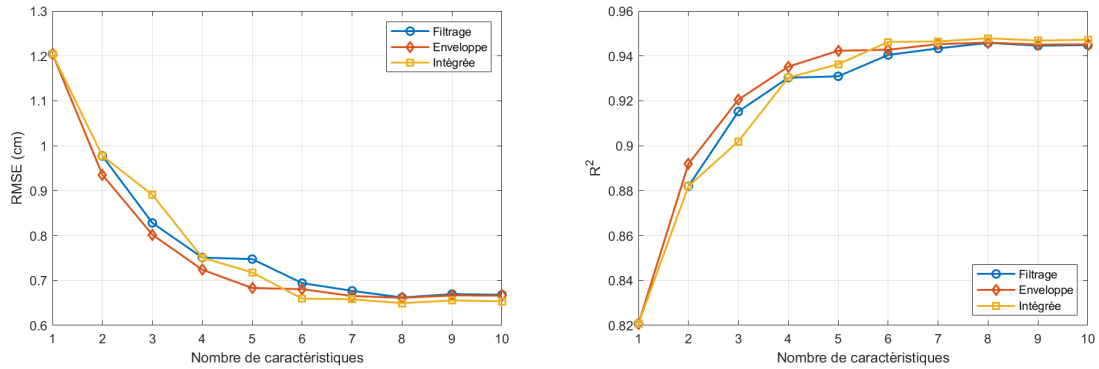 1.3
1.2
1.1
1
0.9
0.8
0.7
0.6
RMSE (cm)
1 2 3 4 5 6 7 8 9 10
Nombre de caractéristiques
Filtrage
Enveloppe
Intégrée
0.96
0.94
0.92
0.9
0.88
0.86
0.84
0.82
R²
1 2 3 4 5 6 7 8 9 10
Nombre de caractéristiques
Filtrage
Enveloppe
Intégrée